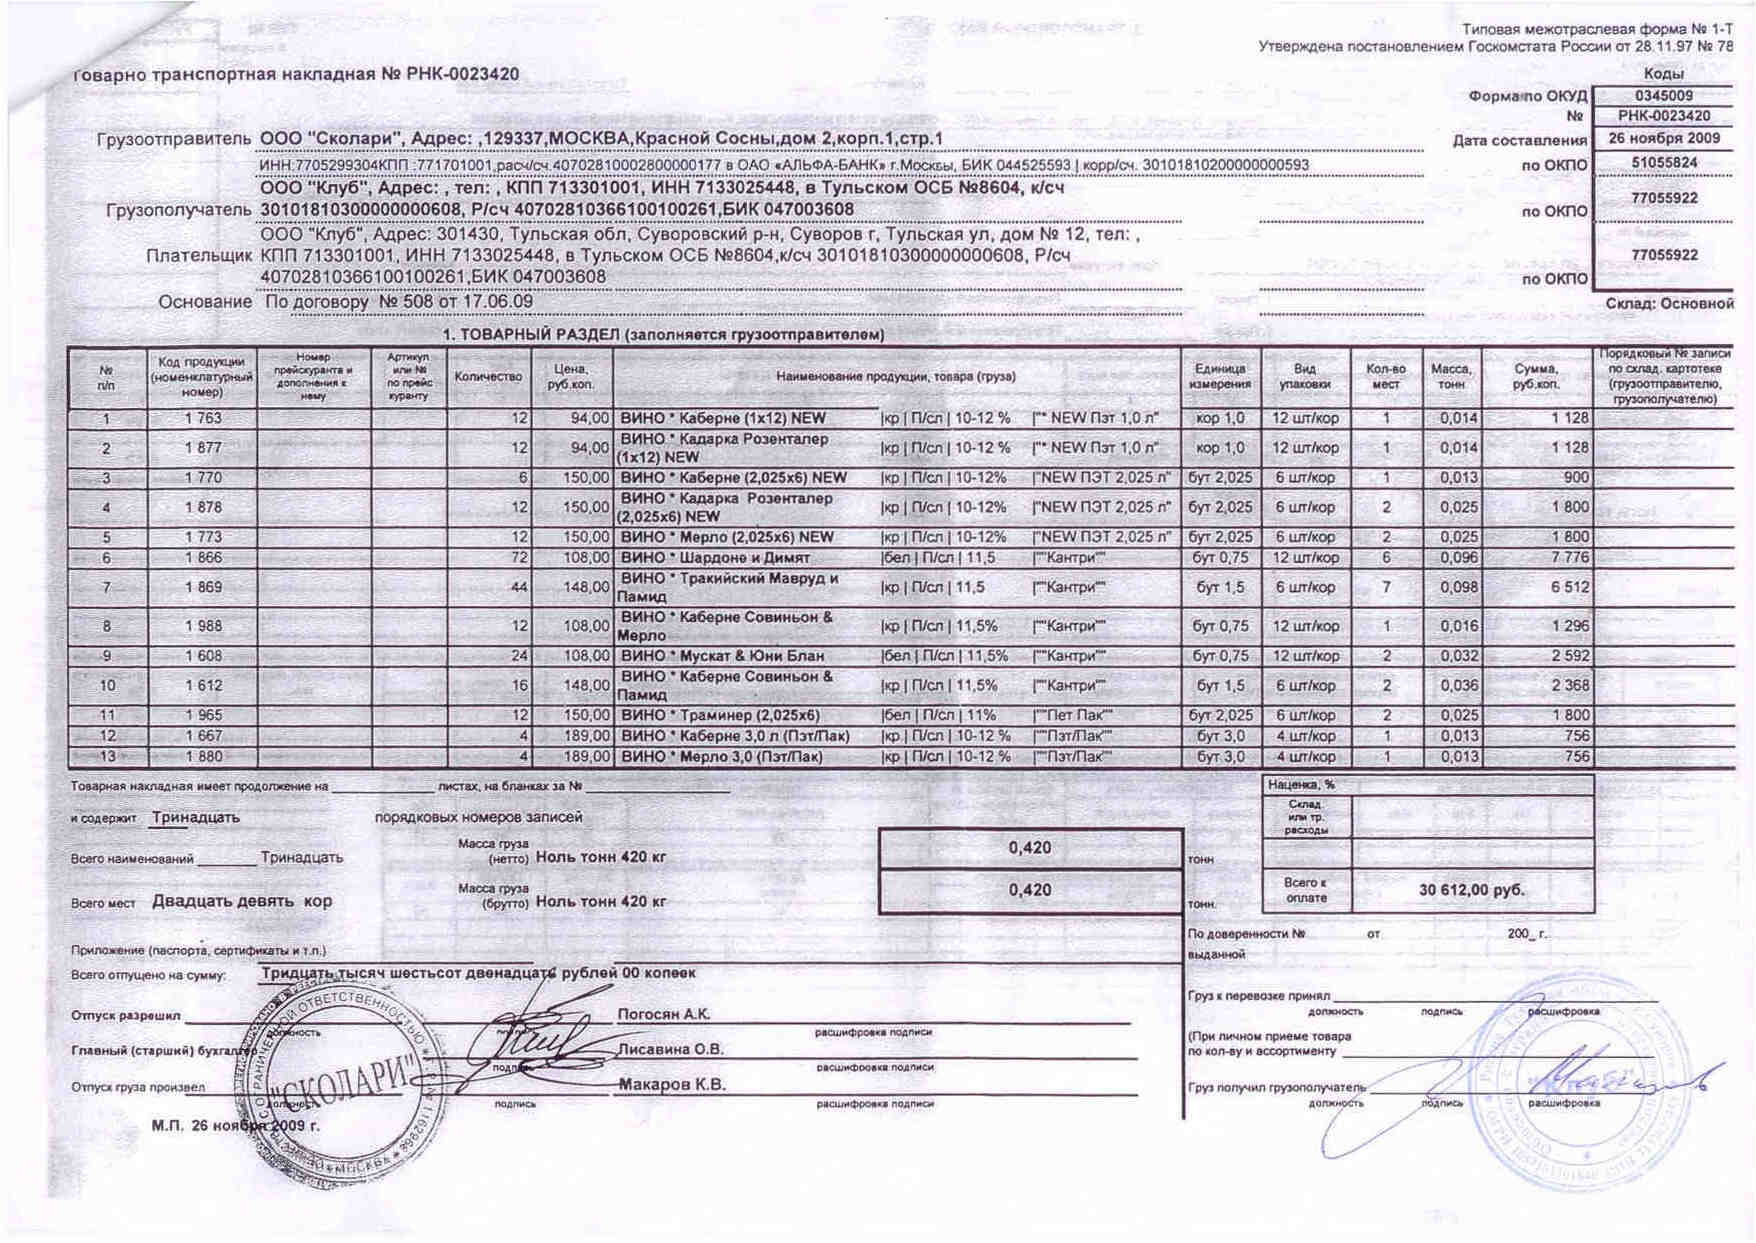 Типовая межотраслевая форма № 1-Т
Утверждена постановлением Госкомстата России от 28.11.97 № 78
Товарно транспортная накладная № РНК-0023420
Коды
Форма по ОКУД 0345009
№ РНК-0023420
Грузоотправитель ООО "Сколари", Адрес: ,129337,МОСКВА,Красной Сосны,дом 2,корп.1,стр.1
Дата составления 26 ноября 2009
ИНН:7705299304КПП:771701001,расч/сч.40702810002800000177 в ОАО «АЛЬФА-БАНК» г.Москвы, БИК 044525593 | корр/сч. 30101810200000000593
по ОКПО 51055824
ООО "Клуб", Адрес: , тел: , КПП 713301001, ИНН 7133025448, в Тульском ОСБ №8604, к/сч
Грузополучатель 30101810300000000608, Р/сч 40702810366100100261,БИК 047003608
по ОКПО 77055922
ООО "Клуб", Адрес: 301430, Тульская обл, Суворовский р-н, Суворов г, Тульская ул, дом № 12, тел: ,
Плательщик КПП 713301001, ИНН 7133025448, в Тульском ОСБ №8604,к/сч 30101810300000000608, Р/сч
40702810366100100261,БИК 047003608
по ОКПО 77055922
Основание По договору № 508 от 17.06.09
Склад: Основной
1. ТОВАРНЫЙ РАЗДЕЛ (заполняется грузоотправителем)
№ п/п | Код продукции (номенклатурный номер) | Номер прейскуранта и дополнения к нему | Артикул или № по прейс куранту | Количество | Цена, руб.коп. | Наименование продукции, товара (груза) | Единица измерения | Вид упаковки | Кол-во мест | Масса, тонн | Сумма, руб.коп. | Порядковый № записи по склад. картотеке (грузоотправителю, грузополучателю)
1 1 763 12 94,00 ВИНО * Каберне (1х12) NEW |кр | П/сл | 10-12 % |"* NEW Пэт 1,0 л" кор 1,0 12 шт/кор 1 0,014 1 128
2 1 877 12 94,00 ВИНО * Кадарка Розенталер (1х12) NEW |кр | П/сл | 10-12 % |"* NEW Пэт 1,0 л" кор 1,0 12 шт/кор 1 0,014 1 128
3 1 770 6 150,00 ВИНО * Каберне (2,025х6) NEW |кр | П/сл | 10-12% |"NEW ПЭТ 2,025 л" бут 2,025 6 шт/кор 1 0,013 900
4 1 878 12 150,00 ВИНО * Кадарка Розенталер (2,025х6) NEW |кр | П/сл | 10-12% |"NEW ПЭТ 2,025 л" бут 2,025 6 шт/кор 2 0,025 1 800
5 1 773 12 150,00 ВИНО * Мерло (2,025х6) NEW |кр | П/сл | 10-12% |"NEW ПЭТ 2,025 л" бут 2,025 6 шт/кор 2 0,025 1 800
6 1 866 72 108,00 ВИНО * Шардоне и Димят |бел | П/сл | 11,5 |""Кантри"" бут 0,75 12 шт/кор 6 0,096 7 776
7 1 869 44 148,00 ВИНО * Тракийский Мавруд и Памид |кр | П/сл | 11,5 |""Кантри"" бут 1,5 6 шт/кор 7 0,098 6 512
8 1 988 12 108,00 ВИНО * Каберне Совиньон & Мерло |кр | П/сл | 11,5% |""Кантри"" бут 0,75 12 шт/кор 1 0,016 1 296
9 1 608 24 108,00 ВИНО * Мускат & Юни Блан |бел | П/сл | 11,5% |""Кантри"" бут 0,75 12 шт/кор 2 0,032 2 592
10 1 612 16 148,00 ВИНО * Каберне Совиньон & Памид |кр | П/сл | 11,5% |""Кантри"" бут 1,5 6 шт/кор 2 0,036 2 368
11 1 965 12 150,00 ВИНО * Траминер (2,025х6) |бел | П/сл | 11% |""Пет Пак"" бут 2,025 6 шт/кор 2 0,025 1 800
12 1 667 4 189,00 ВИНО * Каберне 3,0 л (Пэт/Пак) |кр | П/сл | 10-12 % |""Пэт/Пак"" бут 3,0 4 шт/кор 1 0,013 756
13 1 880 4 189,00 ВИНО * Мерло 3,0 (Пэт/Пак) |кр | П/сл | 10-12 % |""Пэт/Пак"" бут 3,0 4 шт/кор 1 0,013 756
Товарная накладная имеет продолжение на листах, на бланках за №
Наценка, %
и содержит Тринадцать порядковых номеров записей
Склад или тр. расходы
Всего наименований Тринадцать Масса груза (нетто) Ноль тонн 420 кг 0,420 тонн
Всего мест Двадцать девять кор Масса груза (брутто) Ноль тонн 420 кг 0,420 тонн.
Всего к оплате 30 612,00 руб.
По доверенности № от 200_ г.
Приложение (паспорта, сертификаты и т.п.)
выданной
Всего отпущено на сумму: Тридцать тысяч шестьсот двенадцать рублей 00 копеек
Груз к перевозке принял
должность подпись расшифровка
Отпуск разрешил Погосян А.К.
должность подпись расшифровки подписи
(При личном приеме товара
по кол-ву и ассортименту
Главный (старший) бухгалтер Лисавина О.В.
подпись расшифровки подписи
Отпуск груза произвел Макаров К.В.
должность подпись расшифровки подписи
Груз получил грузополучатель
должность подпись расшифровка
М.П. 26 ноября 2009 г.
"СКОЛАРИ"
ОГРАНИЧЕННОЙ ОТВЕТСТВЕННОСТЬЮ
МОСКВА